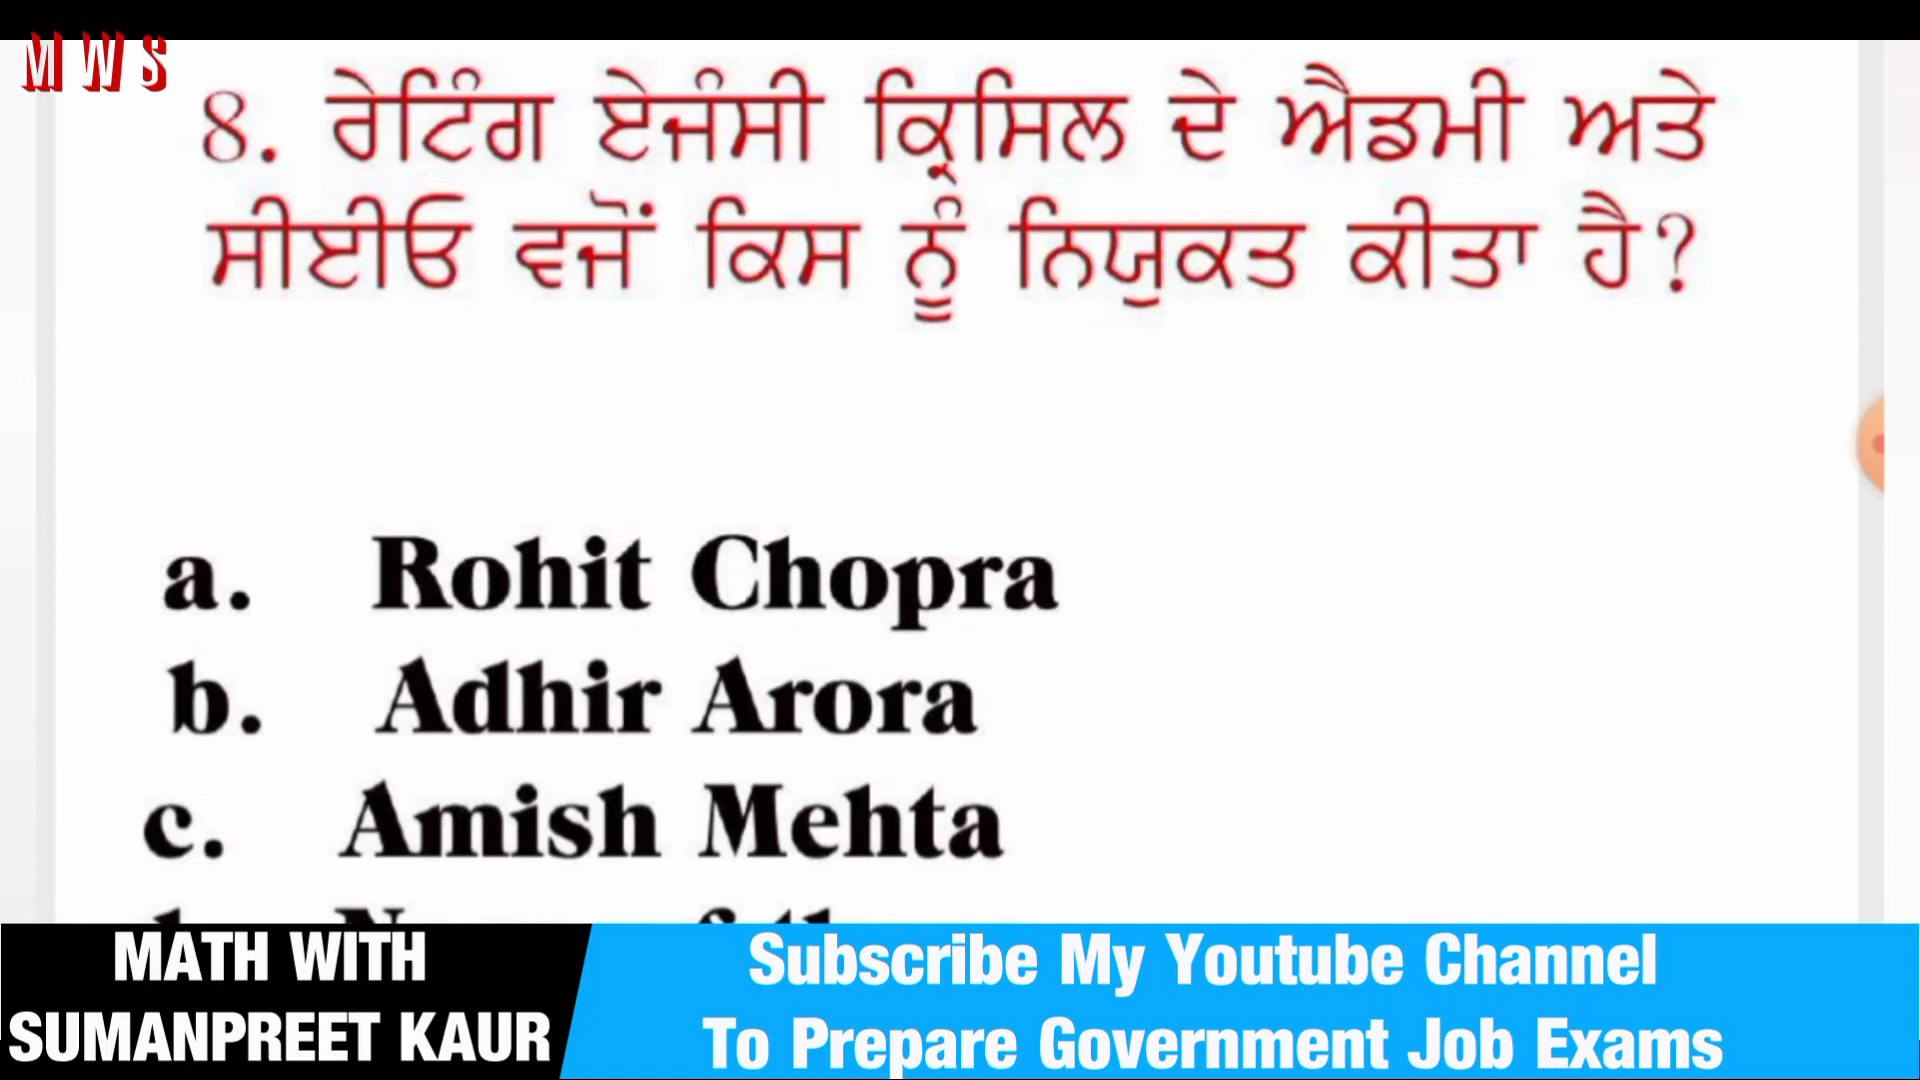 MWS
8. ਰੇਟਿੰਗ ਏਜੰਸੀ ਕ੍ਰਿਸਿਲ ਦੇ ਐਡਮੀ ਅਤੇ
ਸੀਈਓ ਵਜੋਂ ਕਿਸ ਨੂੰ ਨਿਯੁਕਤ ਕੀਤਾ ਹੈ?
a. Rohit Chopra
b. Adhir Arora
c. Amish Mehta
MATH WITH
SUMANPREET KAUR
Subscribe My Youtube Channel
To Prepare Government Job Exams